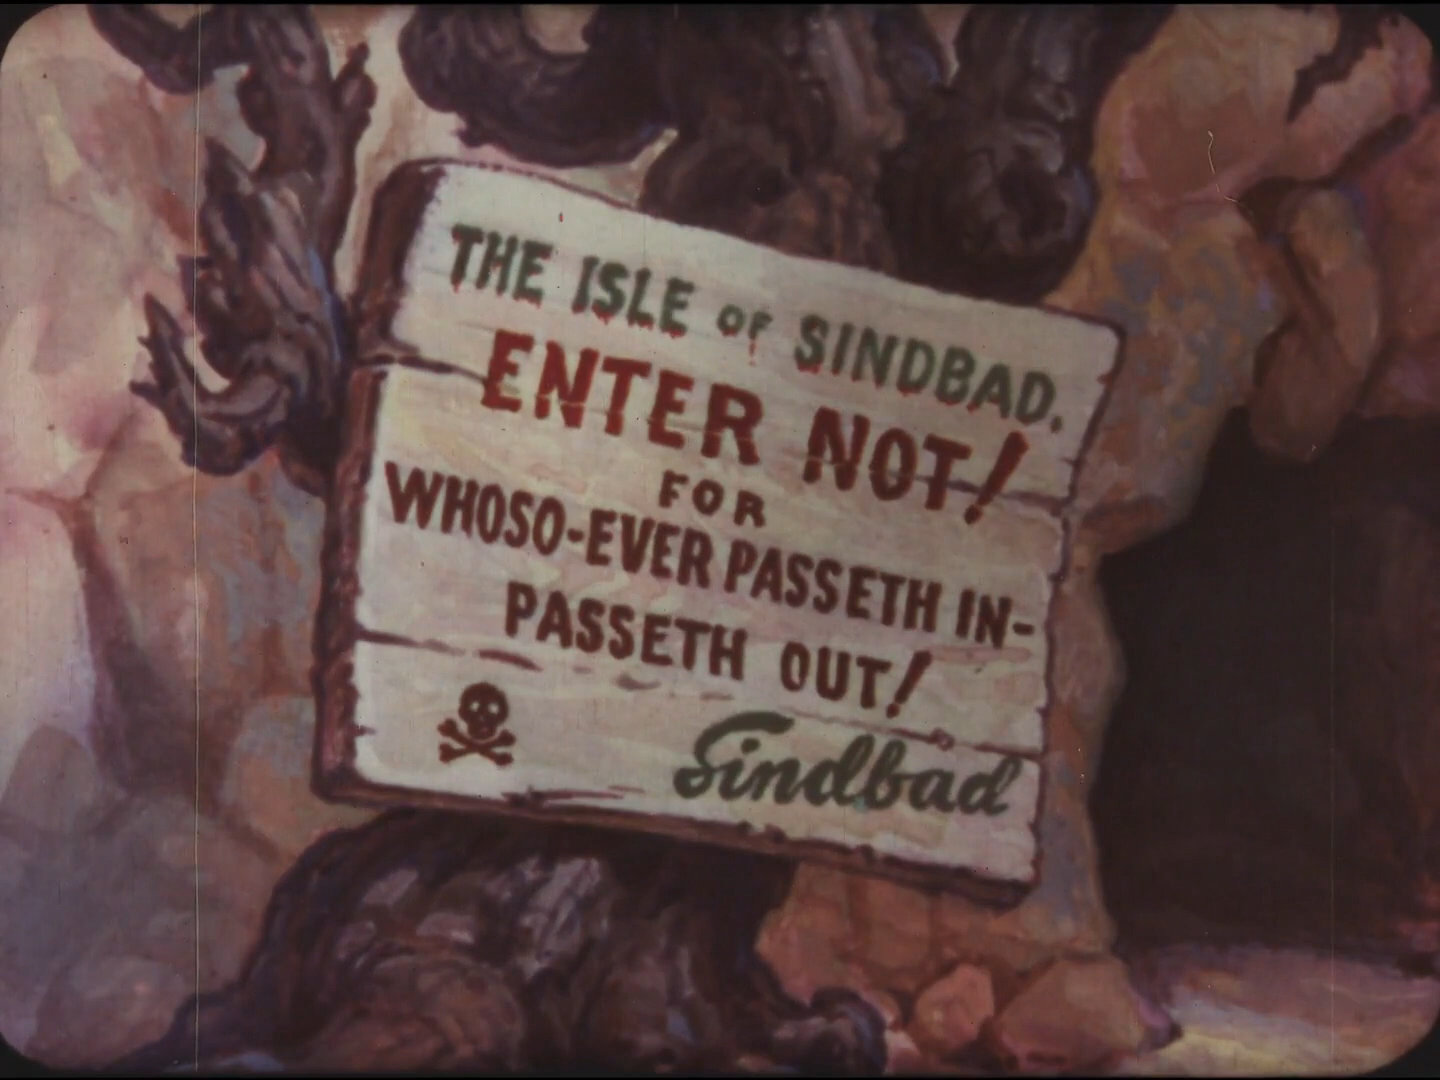 THE ISLE OF SINDBAD.
ENTER NOT!
FOR
WHOSO-EVER PASSETH IN-
PASSETH OUT!
Sindbad